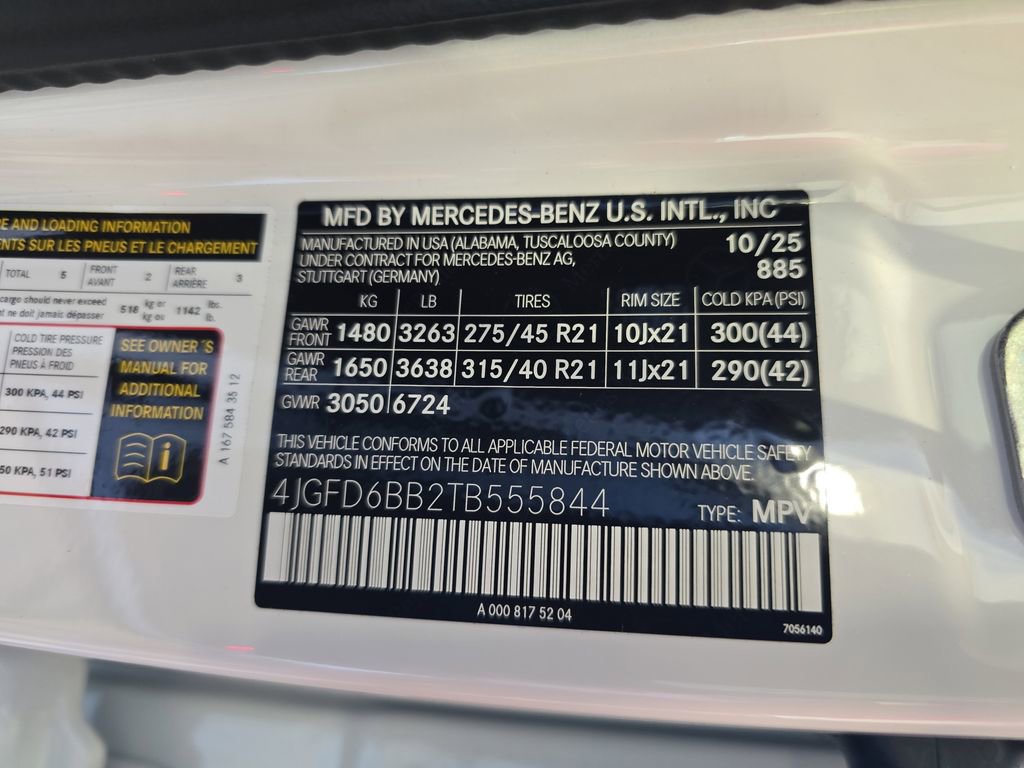 RE AND LOADING INFORMATION
ENTS SUR LES PNEUS ET LE CHARGEMENT
TOTAL 5 FRONT AVANT 2 REAR ARRIÈRE 3
cargo should never exceed 518 kg or 1142 lbs.
nt ne doit jamais dépasser kg ou lb.
COLD TIRE PRESSURE
PRESSION DES
PNEUS À FROID
300 KPA, 44 PSI
290 KPA, 42 PSI
50 KPA, 51 PSI
SEE OWNER´S
MANUAL FOR
ADDITIONAL
INFORMATION
A 167 584 35 12
MFD BY MERCEDES-BENZ U.S. INTL., INC
MANUFACTURED IN USA (ALABAMA, TUSCALOOSA COUNTY) 10/25
UNDER CONTRACT FOR MERCEDES-BENZ AG, 885
STUTTGART (GERMANY)
KG LB TIRES RIM SIZE COLD KPA (PSI)
GAWR FRONT 1480 3263 275/45 R21 10Jx21 300(44)
GAWR REAR 1650 3638 315/40 R21 11Jx21 290(42)
GVWR 3050 6724
THIS VEHICLE CONFORMS TO ALL APPLICABLE FEDERAL MOTOR VEHICLE SAFETY
STANDARDS IN EFFECT ON THE DATE OF MANUFACTURE SHOWN ABOVE.
4JGFD6BB2TB555844 TYPE: MPV
A 000 817 52 04
7056140